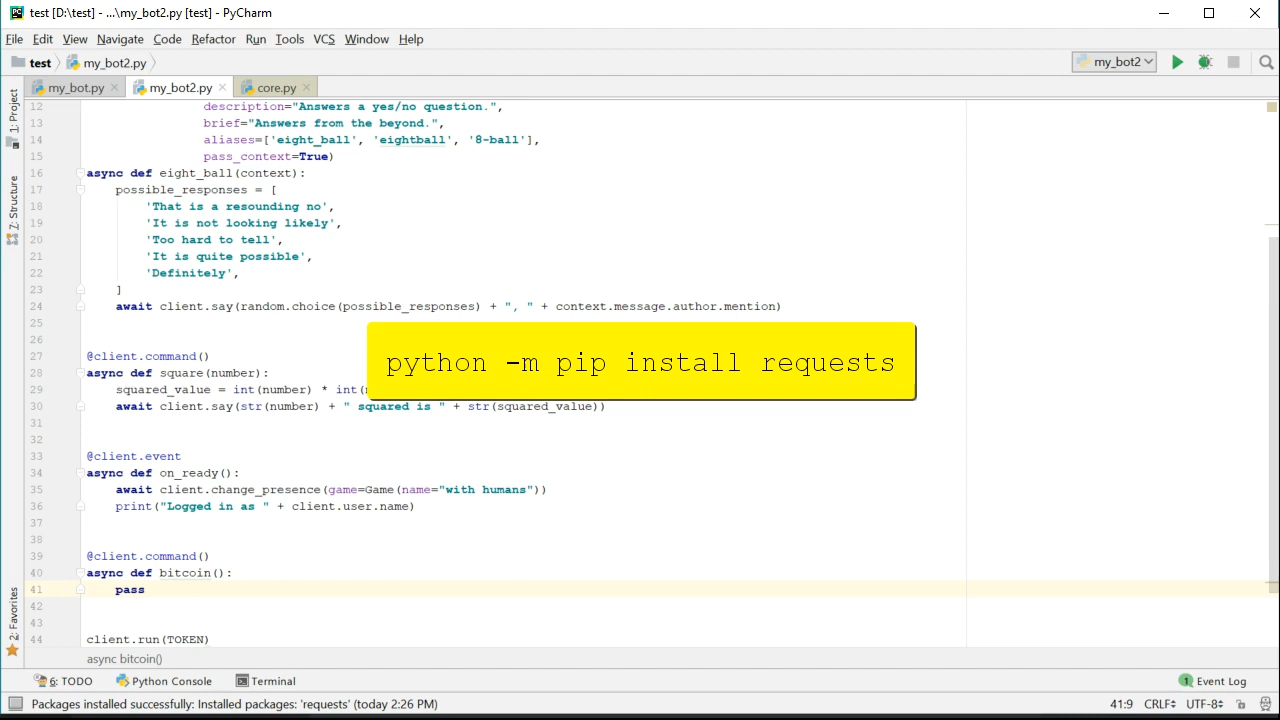 test [D:\test] - ...\my_bot2.py [test] - PyCharm
File Edit View Navigate Code Refactor Run Tools VCS Window Help
test my_bot2.py my_bot2
my_bot.py my_bot2.py core.py
1: Project
7: Structure
2: Favorites
12 description="Answers a yes/no question.",
13 brief="Answers from the beyond.",
14 aliases=['eight_ball', 'eightball', '8-ball'],
15 pass_context=True)
16 async def eight_ball(context):
17 possible_responses = [
18 'That is a resounding no',
19 'It is not looking likely',
20 'Too hard to tell',
21 'It is quite possible',
22 'Definitely',
23 ]
24 await client.say(random.choice(possible_responses) + ", " + context.message.author.mention)
25
26
27 @client.command()
28 async def square(number):
python -m pip install requests
29 squared_value = int(number) * int(
30 await client.say(str(number) + " squared is " + str(squared_value))
31
32
33 @client.event
34 async def on_ready():
35 await client.change_presence(game=Game(name="with humans"))
36 print("Logged in as " + client.user.name)
37
38
39 @client.command()
40 async def bitcoin():
41 pass
42
43
44 client.run(TOKEN)
async bitcoin()
6: TODO Python Console Terminal 1 Event Log
Packages installed successfully: Installed packages: 'requests' (today 2:26 PM) 41:9 CRLF UTF-8